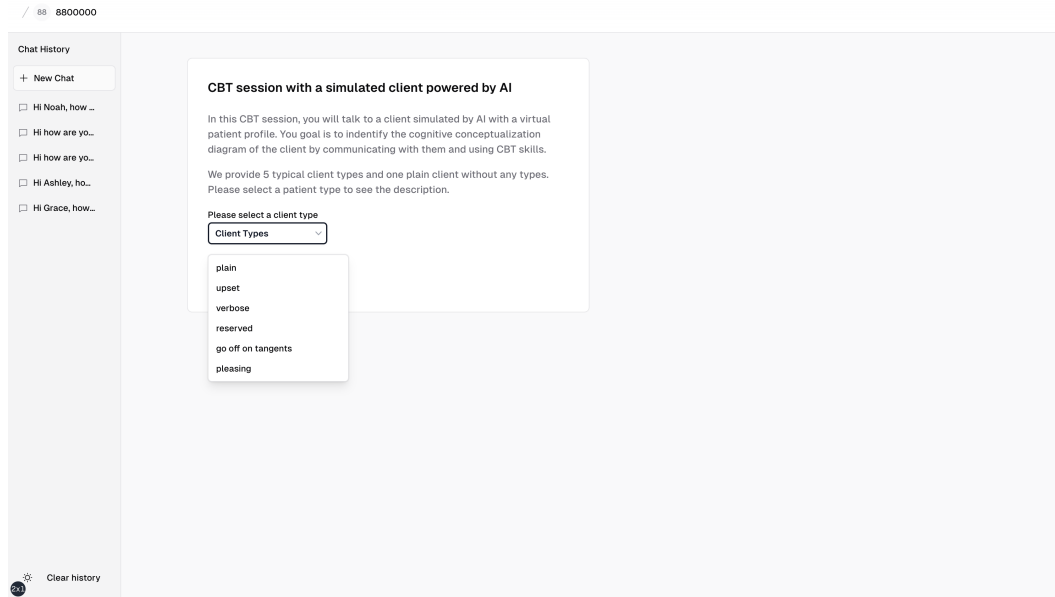 / 88 8800000
Chat History
+ New Chat
Hi Noah, how ...
Hi how are yo...
Hi how are yo...
Hi Ashley, ho...
Hi Grace, how...
CBT session with a simulated client powered by AI
In this CBT session, you will talk to a client simulated by AI with a virtual
patient profile. You goal is to indentify the cognitive conceptualization
diagram of the client by communicating with them and using CBT skills.
We provide 5 typical client types and one plain client without any types.
Please select a patient type to see the description.
Please select a client type
Client Types
plain
upset
verbose
reserved
go off on tangents
pleasing
Clear history
2x1